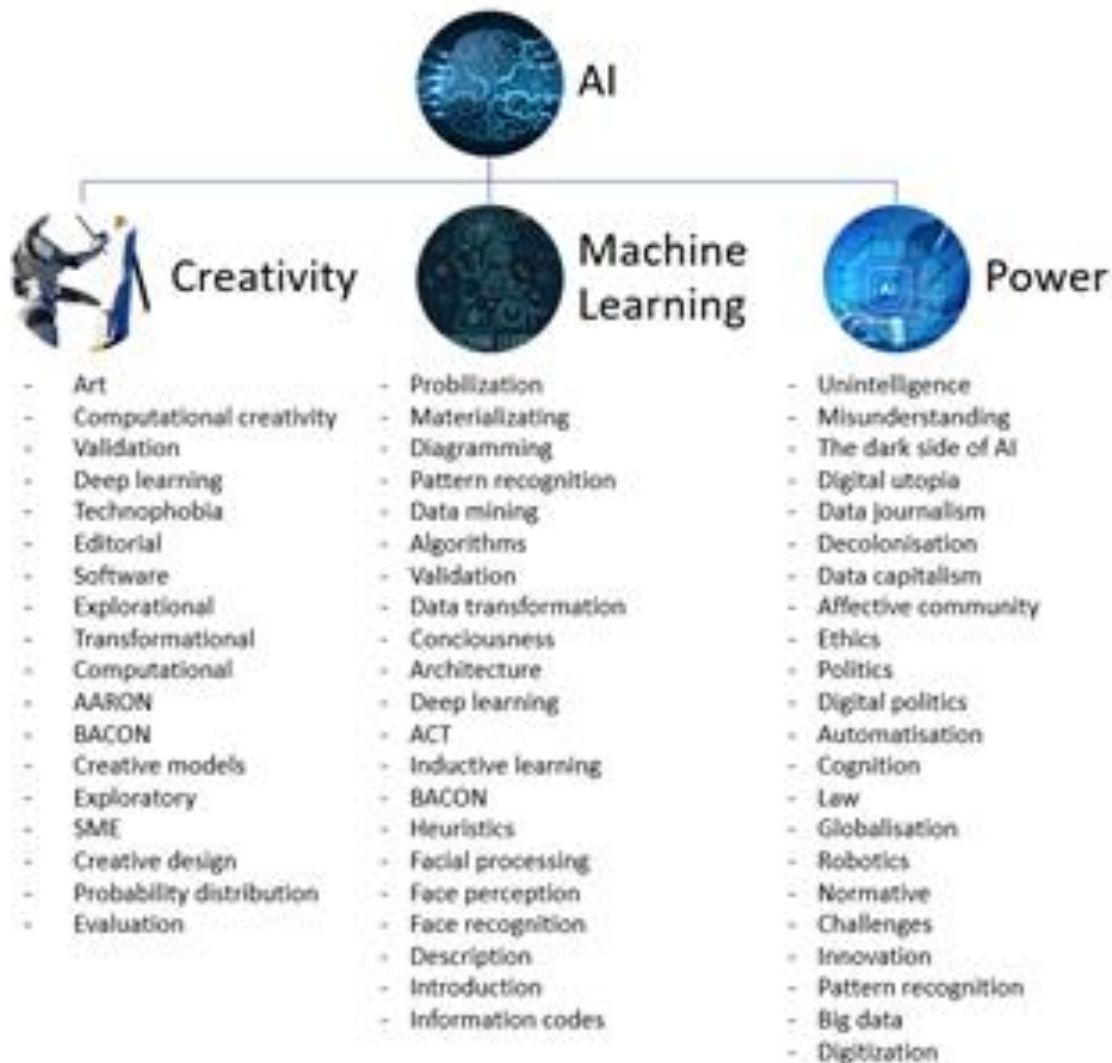 AI
Creativity
Machine
Learning
Power
- Art
- Computational creativity
- Validation
- Deep learning
- Technophobia
- Editorial
- Software
- Explorational
- Transformational
- Computational
- AARON
- BACON
- Creative models
- Exploratory
- SME
- Creative design
- Probability distribution
- Evaluation
- Probilization
- Materializating
- Diagramming
- Pattern recognition
- Data mining
- Algorithms
- Validation
- Data transformation
- Conciousness
- Architecture
- Deep learning
- ACT
- Inductive learning
- BACON
- Heuristics
- Facial processing
- Face perception
- Face recognition
- Description
- Introduction
- Information codes
AI
- Unintelligence
- Misunderstanding
- The dark side of AI
- Digital utopia
- Data journalism
- Decolonisation
- Data capitalism
- Affective community
- Ethics
- Politics
- Digital politics
- Automatisation
- Cognition
- Law
- Globalisation
- Robotics
- Normative
- Challenges
- Innovation
- Pattern recognition
- Big data
- Digitization